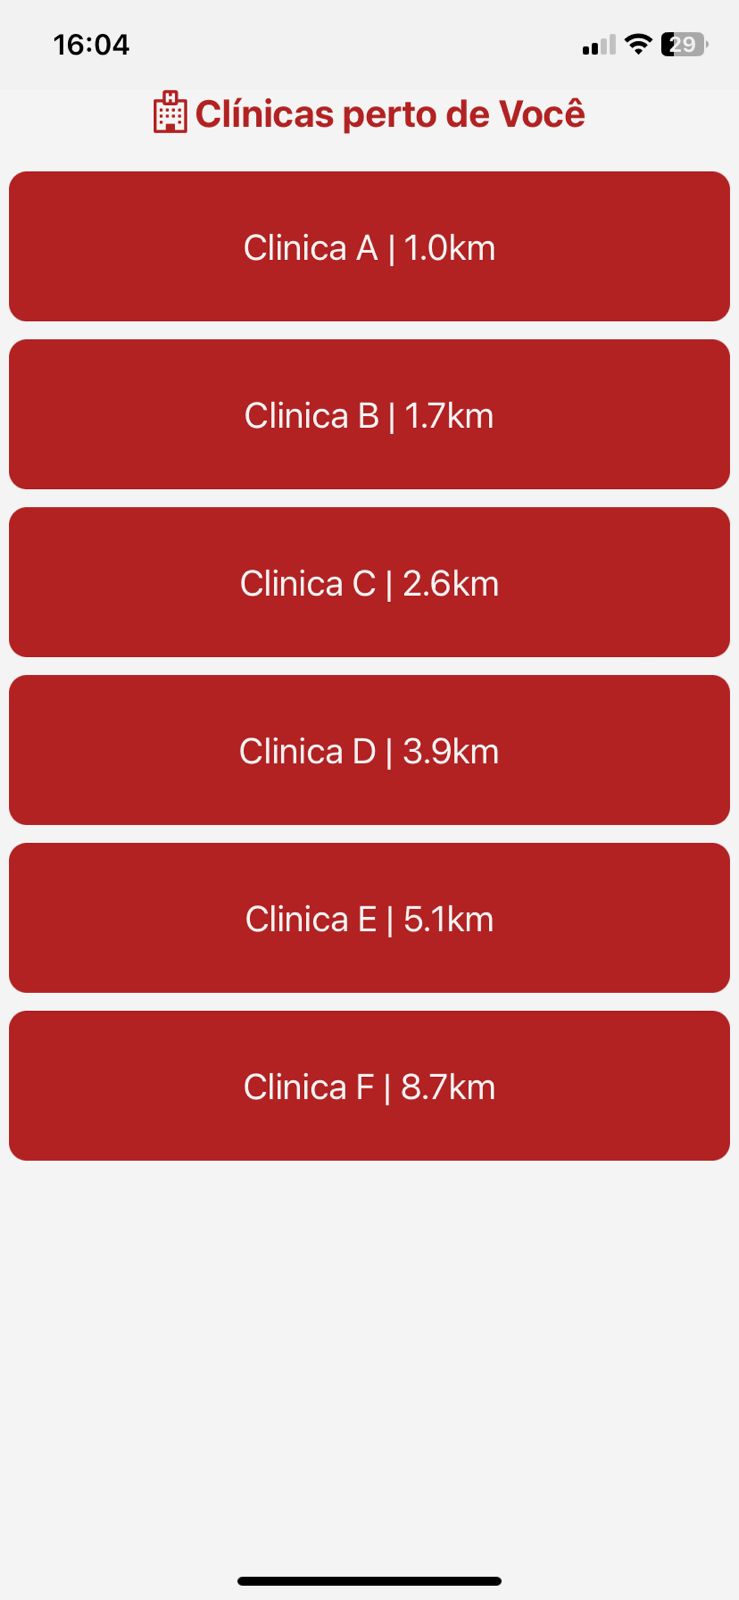 16:04
29
H
Clínicas perto de Você
Clinica A | 1.0km
Clinica B | 1.7km
Clinica C | 2.6km
Clinica D | 3.9km
Clinica E | 5.1km
Clinica F | 8.7km